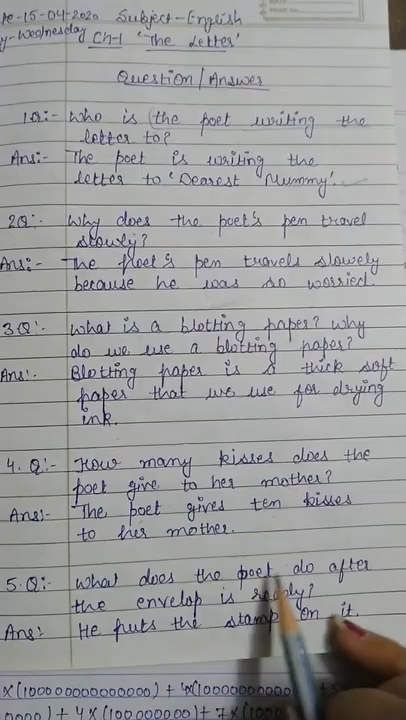 te-15-04-2020 Subject-English
y-Wednesday Ch-1 'The Letter'
Question/Answer
1Q:- Who is (the poet writing the
letter to?
Ans:- The poet is writing the
letter to 'Dearest Mummy'.
2Q:- Why does the poet's pen travel
slowly?
Ans:- The Poet's pen travels slowely
because he was so worried.
3Q:- What is a blotting paper? Why
do we use a blotting paper?
Ans:- Blotting paper is a thick soft
paper that we use for drying
ink.
4.Q:- How many kisses does the
poet give to her mother?
Ans:- The poet gives ten kisses
to her mother.
5.Q:- What does the poet do after
the envelop is ready?
Ans: He puts the stamp on it.